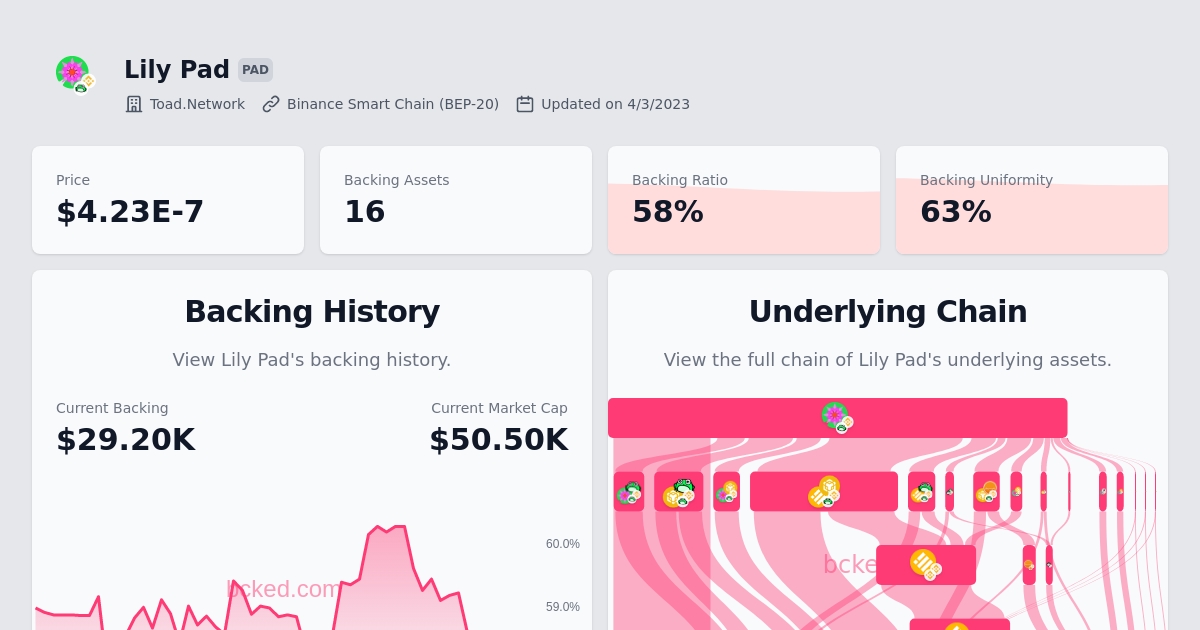 Lily Pad PAD
Toad.Network Binance Smart Chain (BEP-20) Updated on 4/3/2023
Price
$4.23E-7
Backing Assets
16
Backing Ratio
58%
Backing Uniformity
63%
Backing History
View Lily Pad's backing history.
Current Backing
$29.20K
Current Market Cap
$50.50K
60.0%
bcked.com
59.0%
Underlying Chain
View the full chain of Lily Pad's underlying assets.
bcke